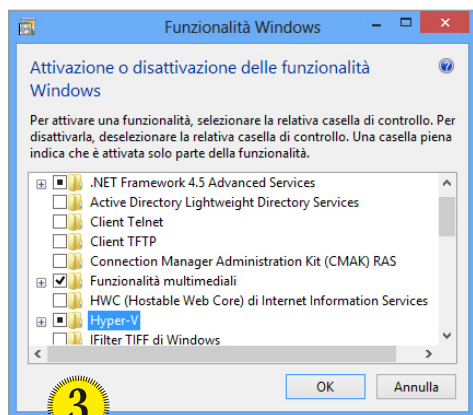 Funzionalità Windows
Attivazione o disattivazione delle funzionalità
Windows
Per attivare una funzionalità, selezionare la relativa casella di controllo. Per
disattivarla, deselezionare la relativa casella di controllo. Una casella piena
indica che è attivata solo parte della funzionalità.
.NET Framework 4.5 Advanced Services
Active Directory Lightweight Directory Services
Client Telnet
Client TFTP
Connection Manager Administration Kit (CMAK) RAS
Funzionalità multimediali
HWC (Hostable Web Core) di Internet Information Services
Hyper-V
IFilter TIFF di Windows
OK Annulla
3